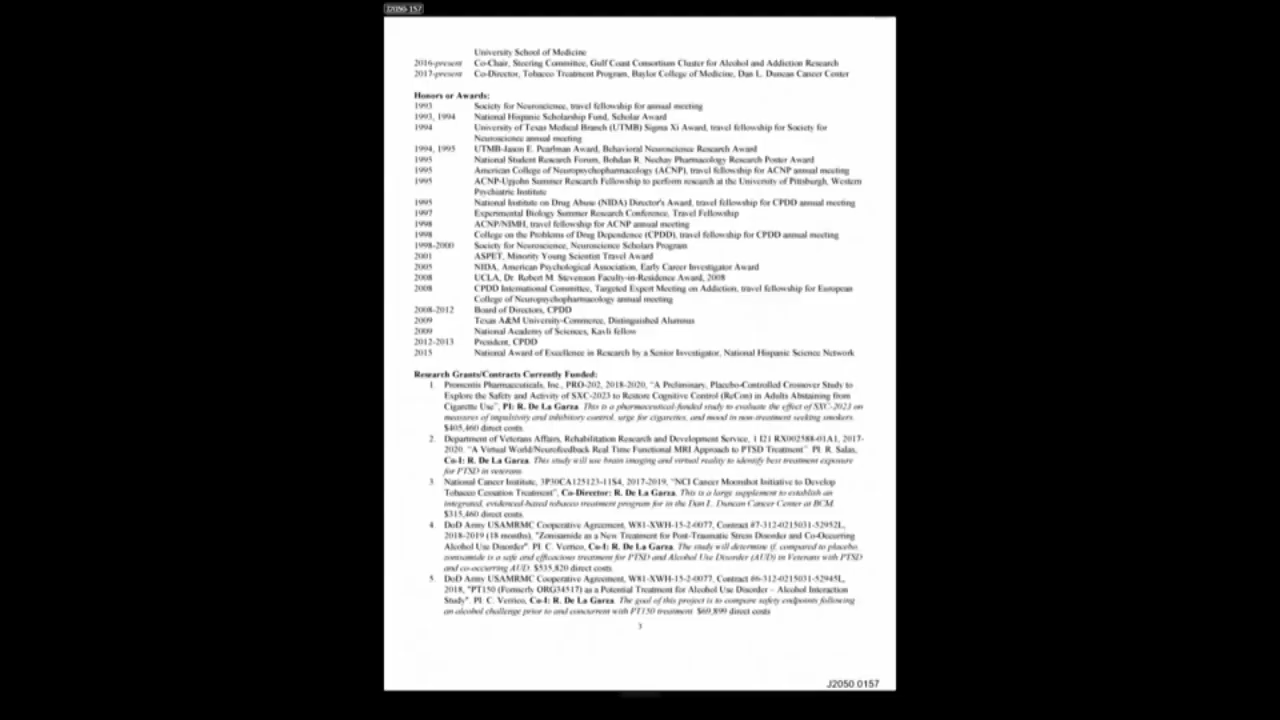 J2050-157
University School of Medicine
2016-present Co-Chair, Steering Committee, Gulf Coast Consortium Cluster for Alcohol and Addiction Research
2017-present Co-Director, Tobacco Treatment Program, Baylor College of Medicine, Dan L. Duncan Cancer Center
Honors or Awards:
1993 Society for Neuroscience, travel fellowship for annual meeting
1993, 1994 National Hispanic Scholarship Fund, Scholar Award
1994 University of Texas Medical Branch (UTMB) Sigma Xi Award, travel fellowship for Society for
Neuroscience annual meeting
1994, 1995 UTMB-Jason E. Pearlman Award, Behavioral Neuroscience Research Award
1995 National Student Research Forum, Bohdan R. Nechay Pharmacology Research Poster Award
1995 American College of Neuropsychopharmacology (ACNP), travel fellowship for ACNP annual meeting
1995 ACNP-Upjohn Summer Research Fellowship to perform research at the University of Pittsburgh, Western
Psychiatric Institute
1995 National Institute on Drug Abuse (NIDA) Director's Award, travel fellowship for CPDD annual meeting
1997 Experimental Biology Summer Research Conference, Travel Fellowship
1998 ACNP/NIMH, travel fellowship for ACNP annual meeting
1998 College on the Problems of Drug Dependence (CPDD), travel fellowship for CPDD annual meeting
1998-2000 Society for Neuroscience, Neuroscience Scholars Program
2001 ASPET, Minority Young Scientist Travel Award
2005 NIDA, American Psychological Association, Early Career Investigator Award
2008 UCLA, Dr. Robert M. Stevenson Faculty-in-Residence Award, 2008
2008 CPDD International Committee, Targeted Expert Meeting on Addiction, travel fellowship for European
College of Neuropsychopharmacology annual meeting
2008-2012 Board of Directors, CPDD
2009 Texas A&M University-Commerce, Distinguished Alumnus
2009 National Academy of Sciences, Kavli fellow
2012-2013 President, CPDD
2015 National Award of Excellence in Research by a Senior Investigator, National Hispanic Science Network
Research Grants/Contracts Currently Funded:
1. Promentis Pharmaceuticals, Inc., PRO-202, 2018-2020, "A Preliminary, Placebo-Controlled Crossover Study to
Explore the Safety and Activity of SXC-2023 to Restore Cognitive Control (ReCon) in Adults Abstaining from
Cigarette Use", PI: R. De La Garza. This is a pharmaceutical-funded study to evaluate the effect of SXC-2023 on
measures of impulsivity and inhibitory control, urge for cigarettes, and mood in non-treatment seeking smokers.
$405,460 direct costs.
2. Department of Veterans Affairs, Rehabilitation Research and Development Service, 1 I21 RX002588-01A1, 2017-
2020. "A Virtual World/Neurofeedback Real Time Functional MRI Approach to PTSD Treatment". PI. R. Salas,
Co-I: R. De La Garza. This study will use brain imaging and virtual reality to identify best treatment exposure
for PTSD in veterans
3. National Cancer Institute, 3P30CA125123-11S4, 2017-2019, "NCI Cancer Moonshot Initiative to Develop
Tobacco Cessation Treatment", Co-Director: R. De La Garza. This is a large supplement to establish an
integrated, evidenced-based tobacco treatment program for in the Dan L. Duncan Cancer Center at BCM.
$315,460 direct costs.
4. DoD Army USAMRMC Cooperative Agreement, W81-XWH-15-2-0077, Contract #7-312-0215031-52952L,
2018-2019 (18 months), "Zonisamide as a New Treatment for Post-Traumatic Stress Disorder and Co-Occurring
Alcohol Use Disorder". PI. C. Verrico, Co-I: R. De La Garza. The study will determine if, compared to placebo,
zonisamide is a safe and efficacious treatment for PTSD and Alcohol Use Disorder (AUD) in Veterans with PTSD
and co-occurring AUD. $535,820 direct costs.
5. DoD Army USAMRMC Cooperative Agreement, W81-XWH-15-2-0077, Contract #6-312-0215031-52945L,
2018, "PT150 (Formerly ORG34517) as a Potential Treatment for Alcohol Use Disorder – Alcohol Interaction
Study". PI. C. Verrico, Co-I: R. De La Garza. The goal of this project is to compare safety endpoints following
an alcohol challenge prior to and concurrent with PT150 treatment. $69,899 direct costs
3
J2050 0157